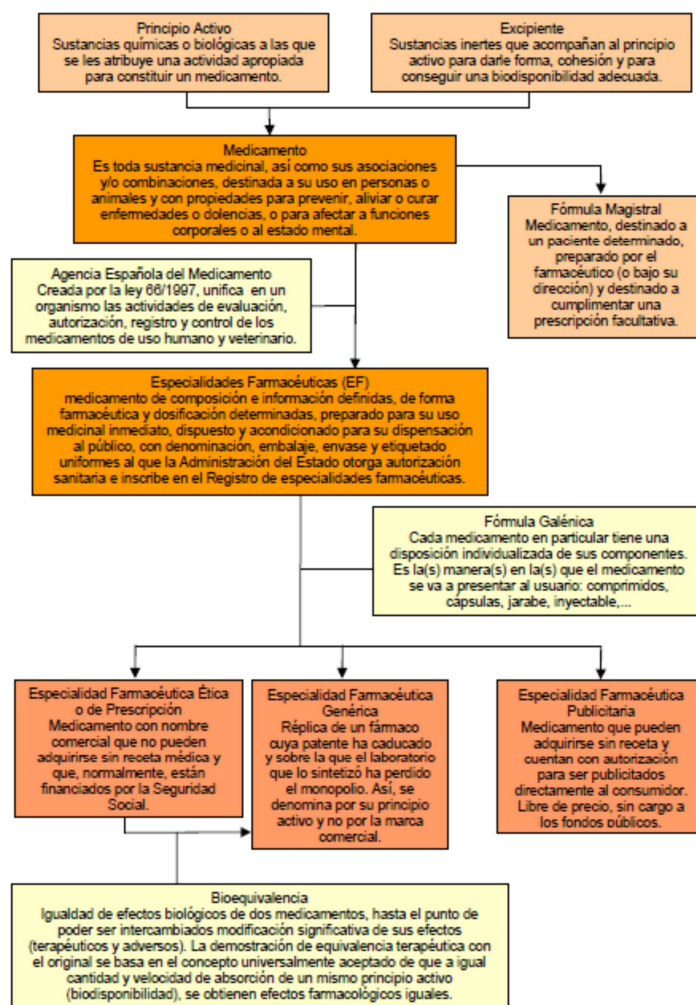 Principio Activo
Sustancias químicas o biológicas a las que
se les atribuye una actividad apropiada
para constituir un medicamento.
Excipiente
Sustancias inertes que acompañan al principio
activo para darle forma, cohesión y para
conseguir una biodisponibilidad adecuada.
Medicamento
Es toda sustancia medicinal, así como sus asociaciones
y/o combinaciones, destinada a su uso en personas o
animales y con propiedades para prevenir, aliviar o curar
enfermedades o dolencias, o para afectar a funciones
corporales o al estado mental.
Fórmula Magistral
Medicamento, destinado a
un paciente determinado,
preparado por el
farmacéutico (o bajo su
dirección) y destinado a
cumplimentar una
prescripción facultativa.
Agencia Española del Medicamento
Creada por la ley 66/1997, unifica en un
organismo las actividades de evaluación,
autorización, registro y control de los
medicamentos de uso humano y veterinario.
Especialidades Farmacéuticas (EF)
medicamento de composición e información definidas, de forma
farmacéutica y dosificación determinadas, preparado para su uso
medicinal inmediato, dispuesto y acondicionado para su dispensación
al público, con denominación, embalaje, envase y etiquetado
uniformes al que la Administración del Estado otorga autorización
sanitaria e inscribe en el Registro de especialidades farmacéuticas.
Fórmula Galénica
Cada medicamento en particular tiene una
disposición individualizada de sus componentes.
Es la(s) manera(s) en la(s) que el medicamento
se va a presentar al usuario: comprimidos,
cápsulas, jarabe, inyectable,...
Especialidad Farmacéutica Ética
o de Prescripción
Medicamento con nombre
comercial que no pueden
adquirirse sin receta médica y
que, normalmente, están
financiados por la Seguridad
Social.
Especialidad Farmacéutica
Genérica
Réplica de un fármaco
cuya patente ha caducado
y sobre la que el laboratorio
que lo sintetizó ha perdido
el monopolio. Así, se
denomina por su principio
activo y no por la marca
comercial.
Especialidad Farmacéutica
Publicitaria
Medicamento que pueden
adquirirse sin receta y
cuentan con autorización
para ser publicitados
directamente al consumidor.
Libre de precio, sin cargo a
los fondos públicos.
Bioequivalencia
Igualdad de efectos biológicos de dos medicamentos, hasta el punto de
poder ser intercambiados modificación significativa de sus efectos
(terapéuticos y adversos). La demostración de equivalencia terapéutica con
el original se basa en el concepto universalmente aceptado de que a igual
cantidad y velocidad de absorción de un mismo principio activo
(biodisponibilidad), se obtienen efectos farmacológicos iguales.